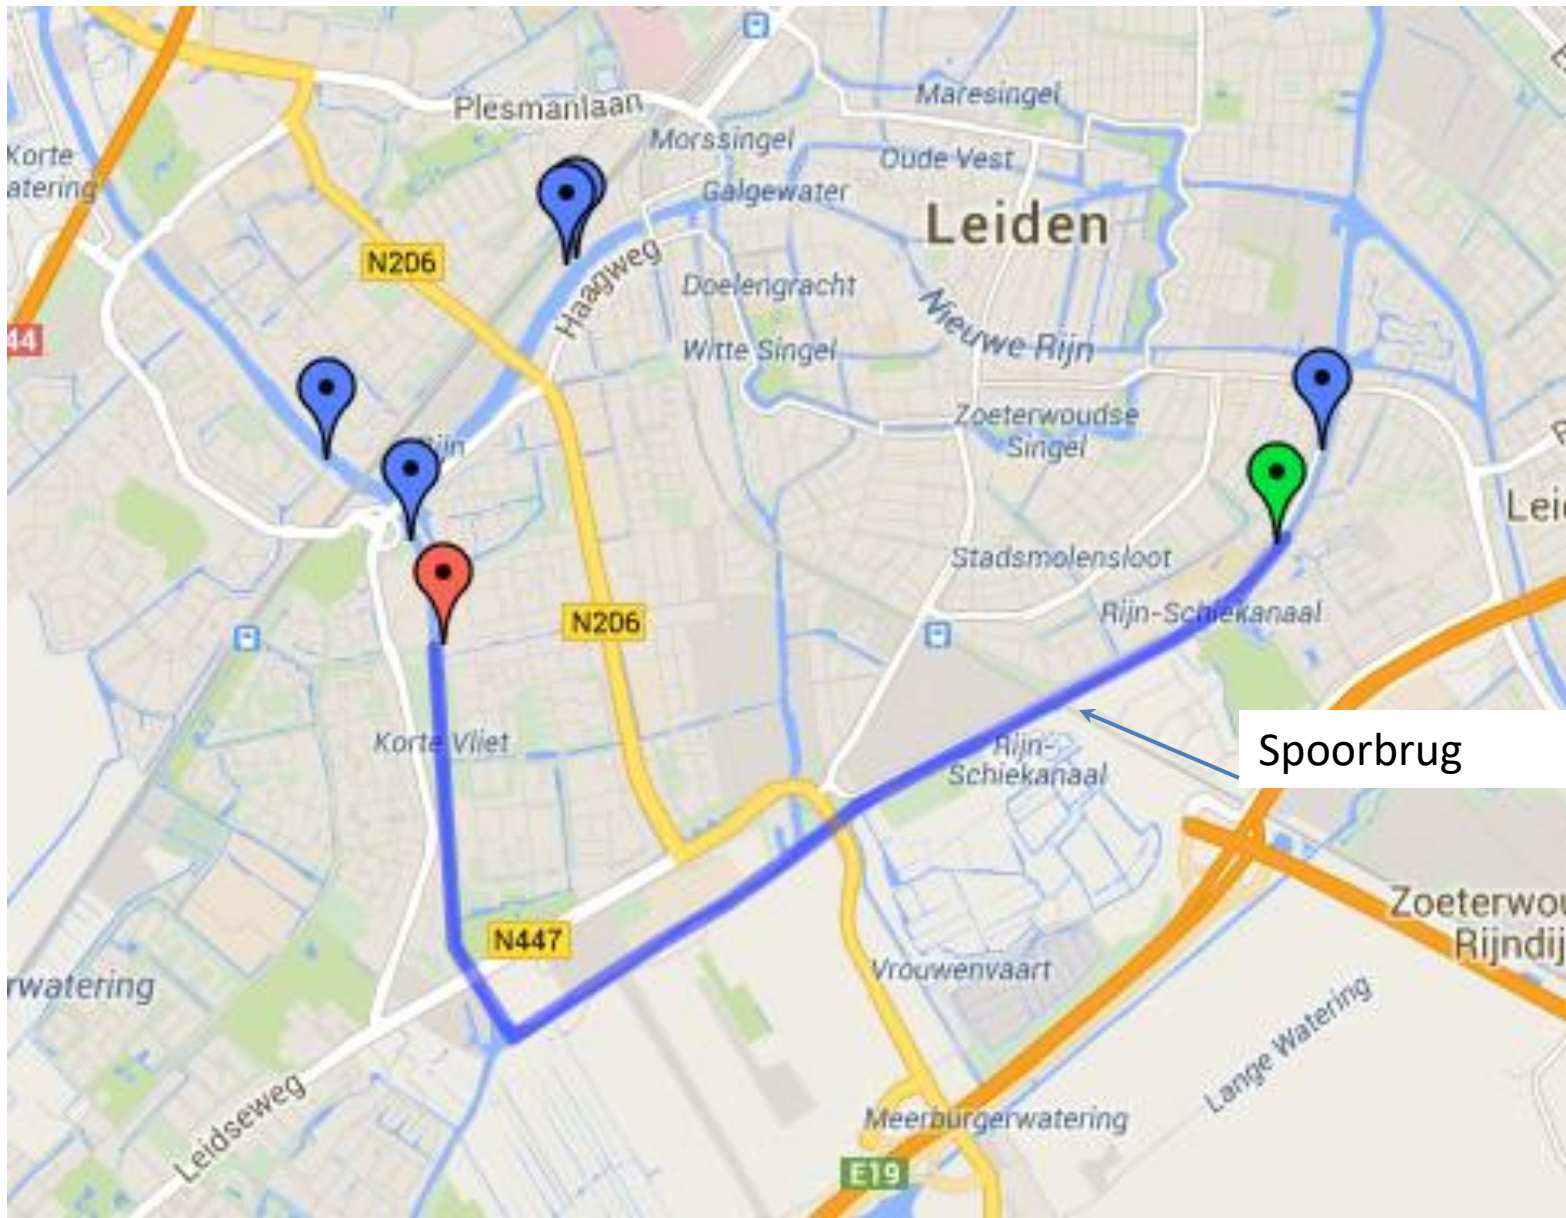 Plesmanlaan
Maresingel
Morssingel
Oude Vest
Korte
atering
Galgewater
Leiden
N206
Haagweg
Doelengracht
Nieuwe Rijn
44
Witte Singel
Zoeterwoudse
Singel
Lei
Stadsmolensloot
Rijn-Schiekanaal
N206
Korte Vliet
Rijn-
Schiekanaal
Spoorbrug
Zoeterwou
Rijndij
N447
Vrouwenvaart
rwatering
Lange Watering
Leidseweg
Meerburgerwatering
E19